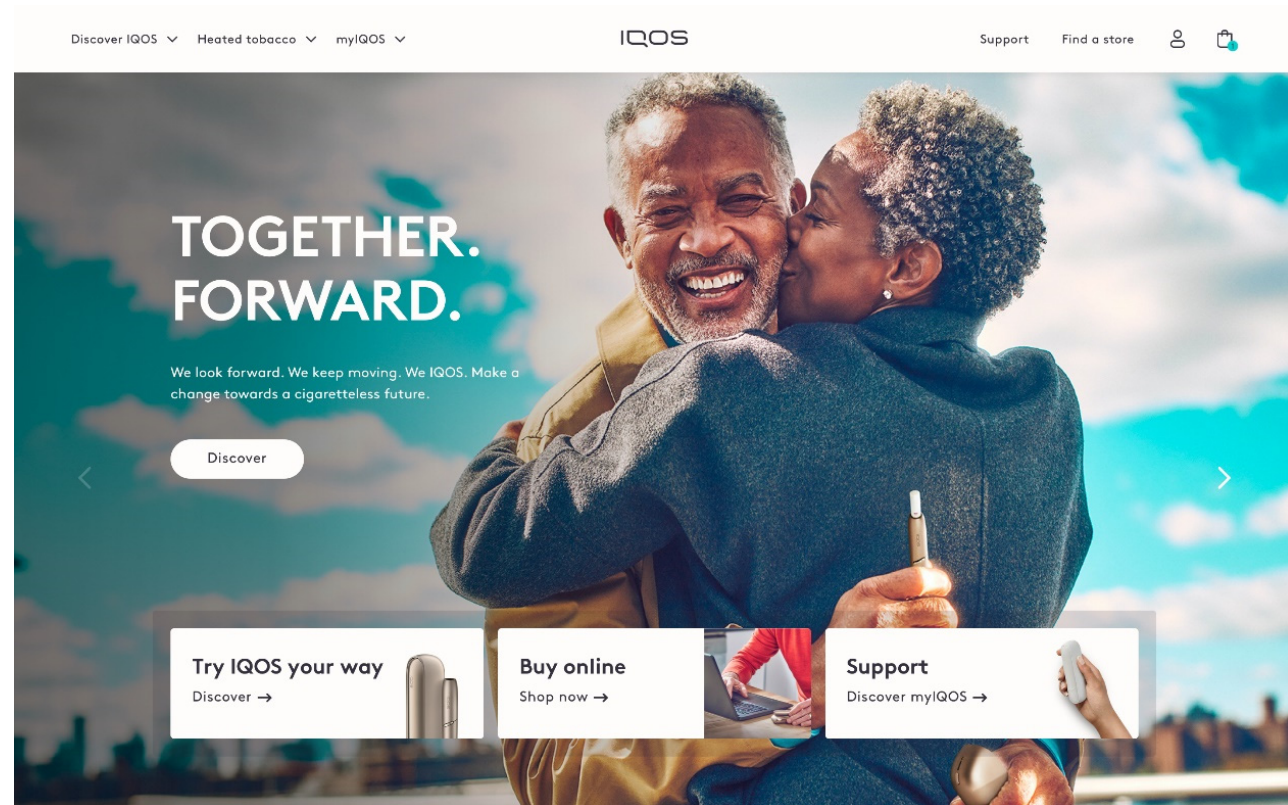 Discover IQOS
Heated tobacco
myIQOS
IQOS
Support
Find a store
TOGETHER.
FORWARD.
We look forward. We keep moving. We IQOS. Make a
change towards a cigaretteless future.
Discover
Try IQOS your way
Discover →
Buy online
Shop now →
Support
Discover myIQOS →